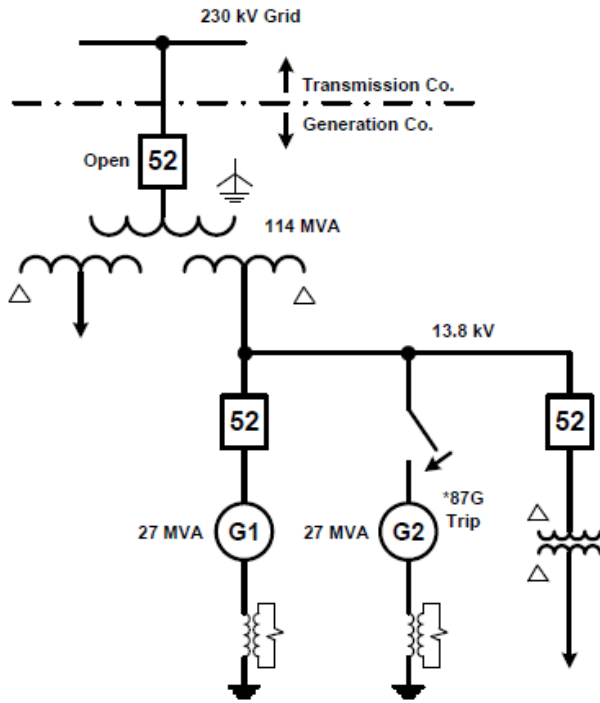 230 kV Grid
Transmission Co.
Generation Co.
Open
52
114 MVA
13.8 kV
52
52
*87G
Trip
27 MVA
G1
27 MVA
G2